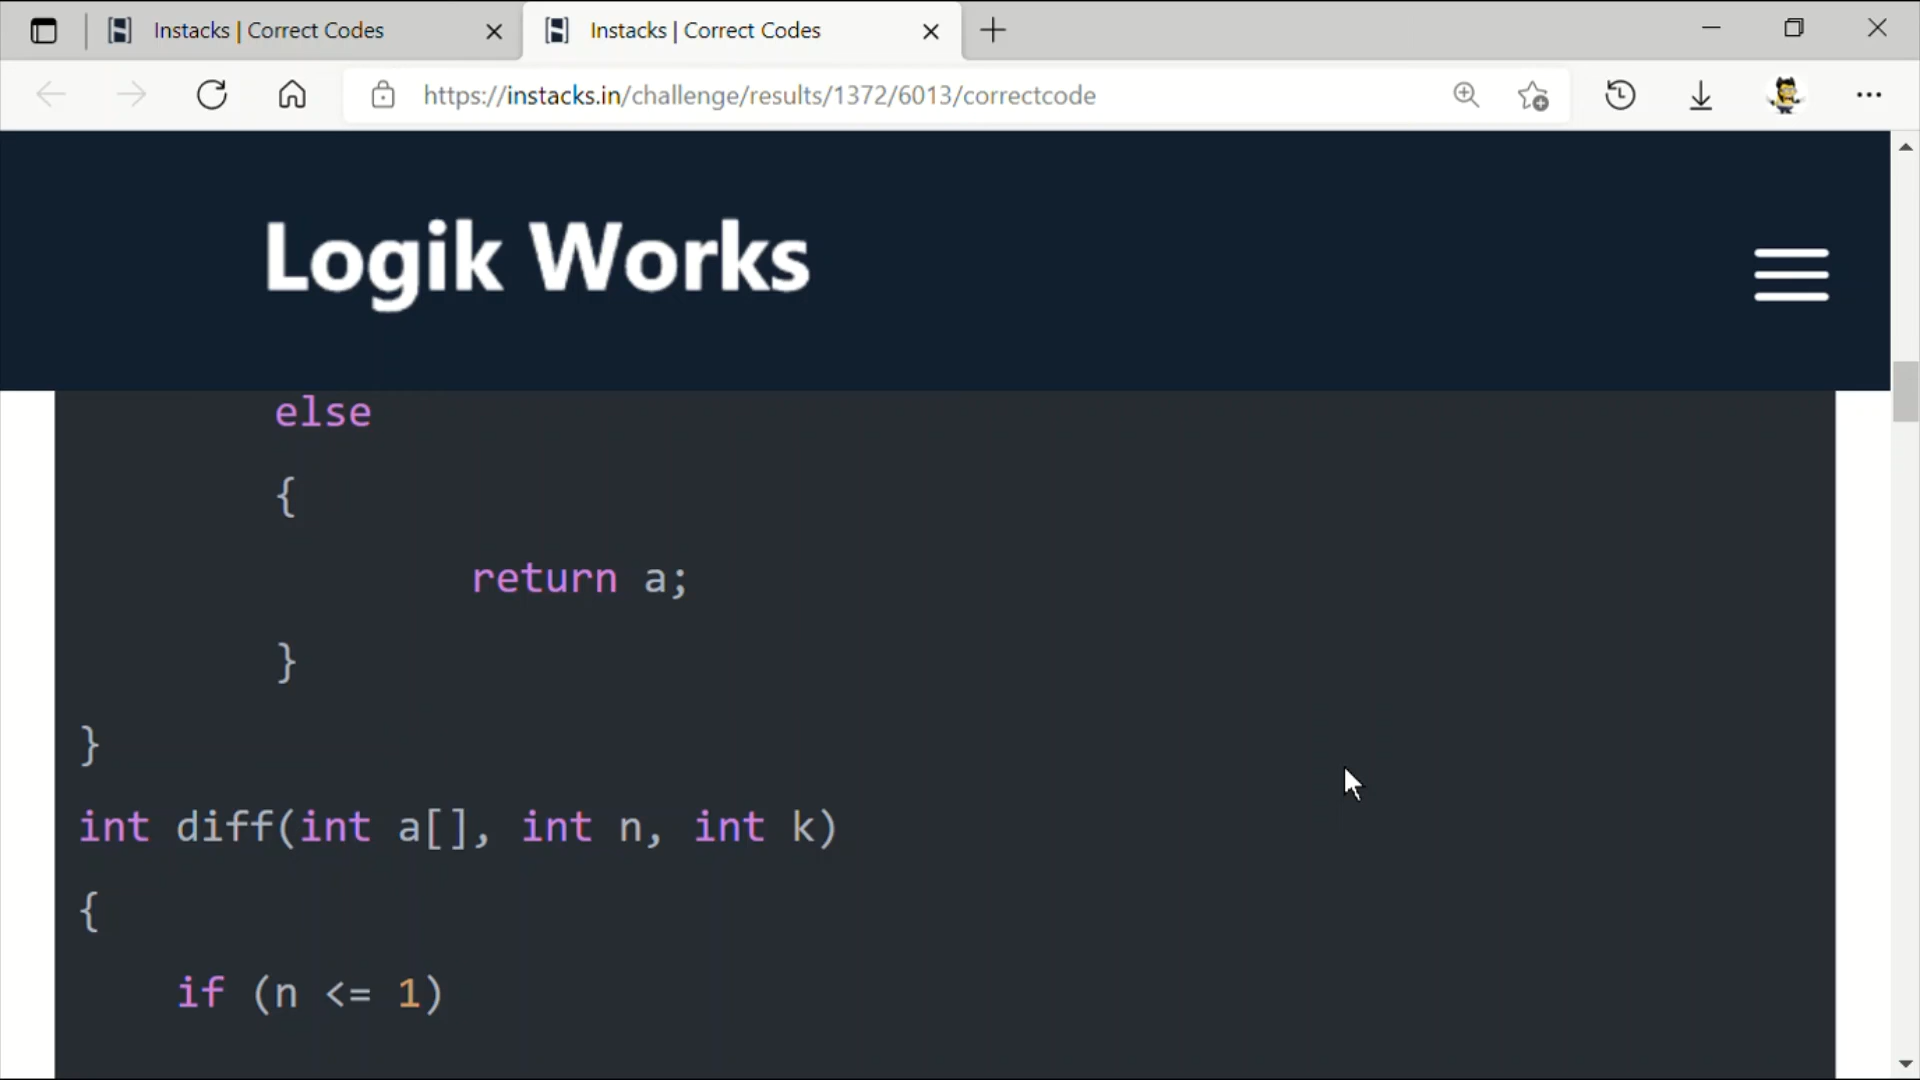 Instacks | Correct Codes
Instacks | Correct Codes
https://instacks.in/challenge/results/1372/6013/correctcode
Logik Works
else
{
return a;
}
}
int diff(int a[], int n, int k)
{
if (n <= 1)